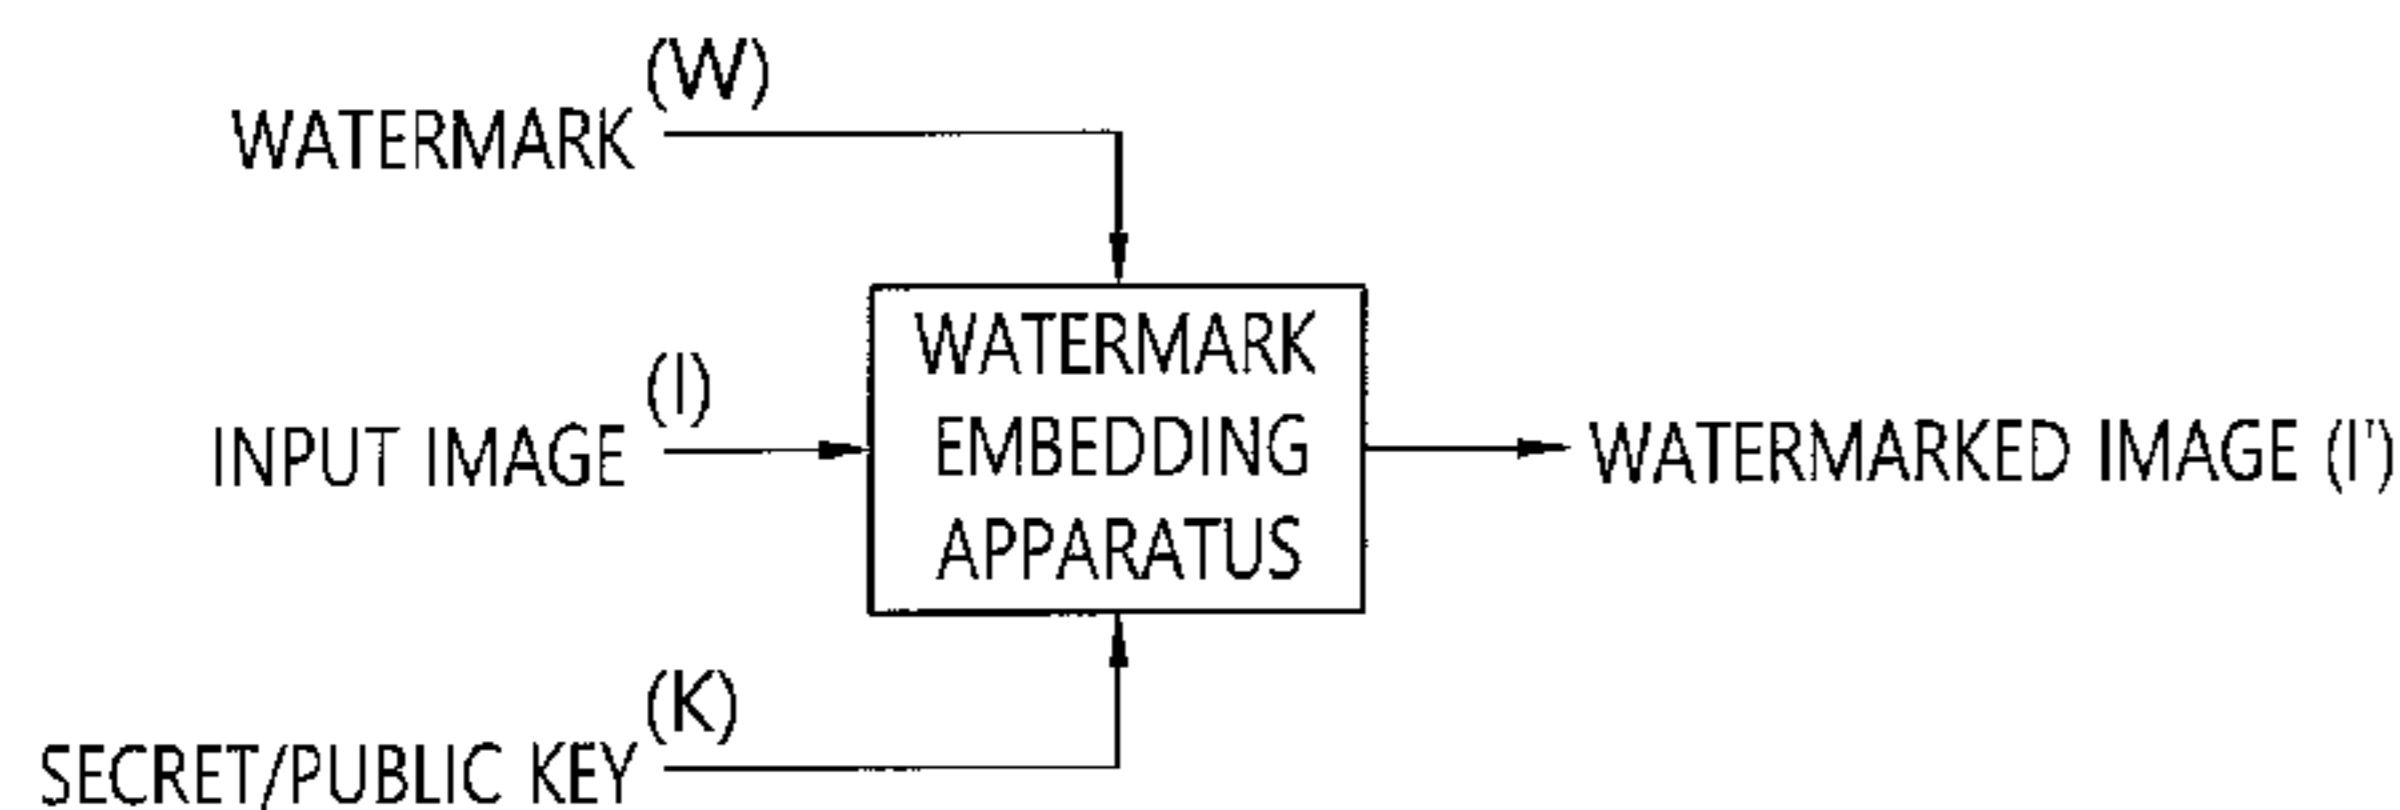 WATERMARK (W)
INPUT IMAGE (I)
WATERMARK
EMBEDDING
APPARATUS
WATERMARKED IMAGE (I')
SECRET/PUBLIC KEY (K)